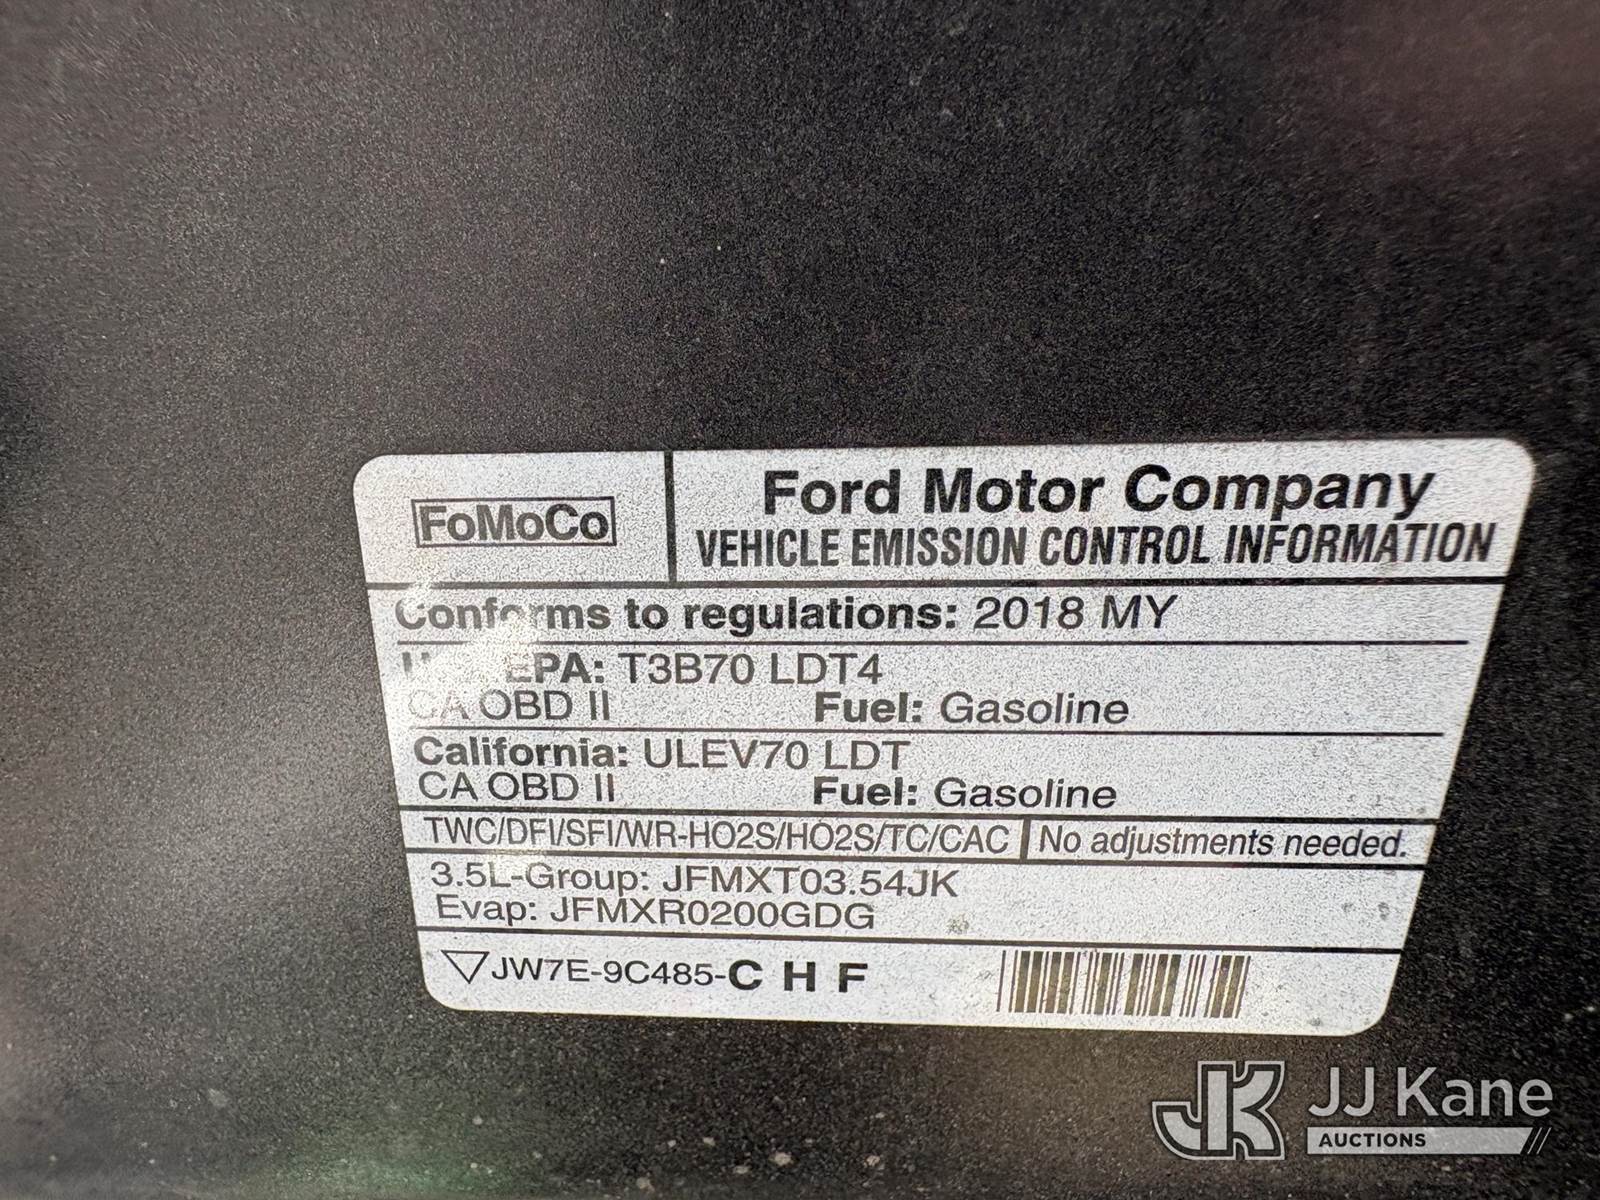 FoMoCo
Ford Motor Company
VEHICLE EMISSION CONTROL INFORMATION
Conforms to regulations: 2018 MY
EPA: T3B70 LDT4
CA OBD II Fuel: Gasoline
California: ULEV70 LDT
CA OBD II Fuel: Gasoline
TWC/DFI/SFI/WR-HO2S/HO2S/TC/CAC No adjustments needed.
3.5L-Group: JFMXT03.54JK
Evap: JFMXR0200GDG
JW7E-9C485-C H F
JK JJ Kane
AUCTIONS